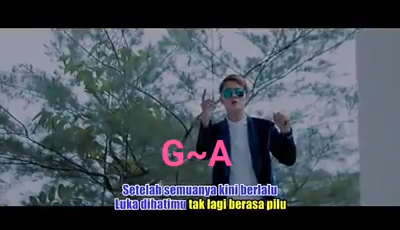 G~A
Setelah semuanya kini berlalu
Luka dihatimu tak lagi berasa pilu